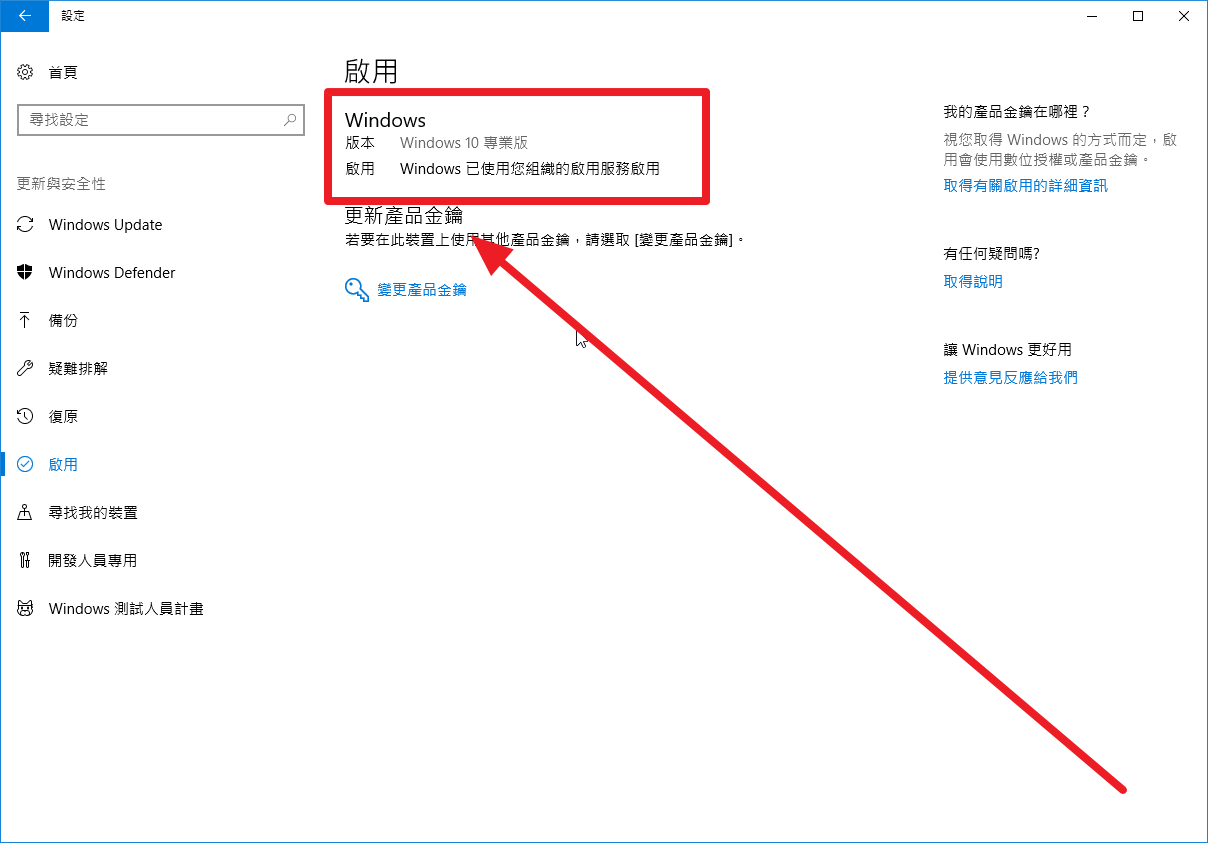 設定
首頁
尋找設定
更新與安全性
Windows Update
Windows Defender
備份
疑難排解
復原
啟用
尋找我的裝置
開發人員專用
Windows 測試人員計畫
啟用
Windows
版本 Windows 10 專業版
啟用 Windows 已使用您組織的啟用服務啟用
更新產品金鑰
若要在此裝置上使用其他產品金鑰，請選取 [變更產品金鑰]。
變更產品金鑰
我的產品金鑰在哪裡？
視您取得 Windows 的方式而定，啟
用會使用數位授權或產品金鑰。
取得有關啟用的詳細資訊
有任何疑問嗎?
取得說明
讓 Windows 更好用
提供意見反應給我們